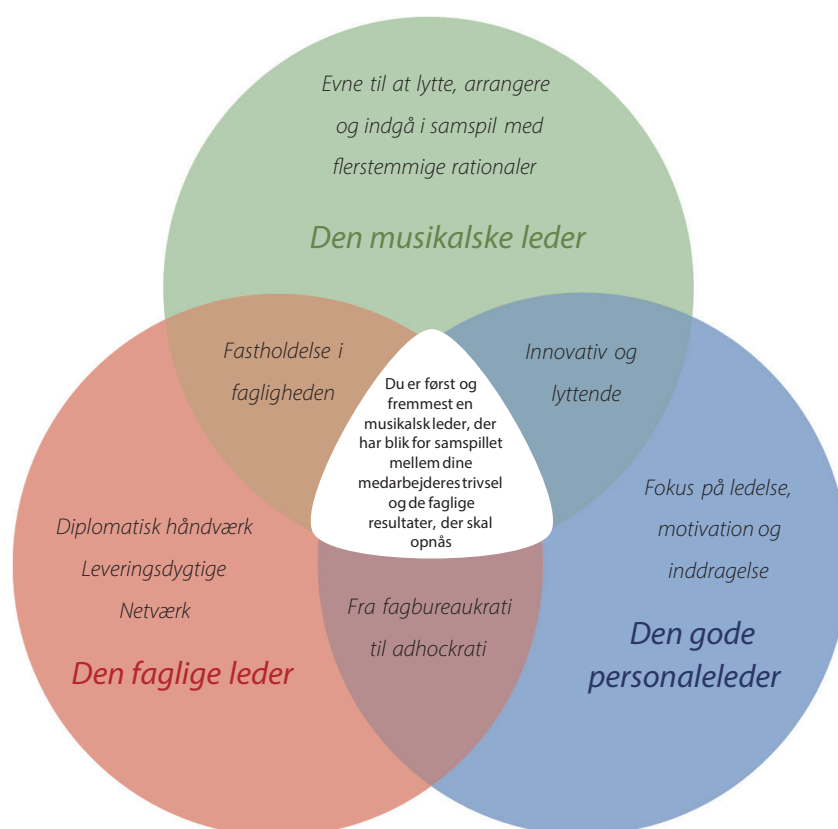 Evne til at lytte, arrangere
og indgå i samspil med
flerstemmige rationaler
Den musikalske leder
Fastholdelse i
fagligheden
Innovativ og
lyttende
Du er først og
fremmest en
musikalsk leder, der
har blik for samspillet
mellem dine
medarbejderes trivsel
og de faglige
resultater, der skal
opnås
Diplomatisk håndværk
Leveringsdygtige
Netværk
Den faglige leder
Fokus på ledelse,
motivation og
inddragelse
Den gode
personaleleder
Fra fagbureaukrati
til adhockrati